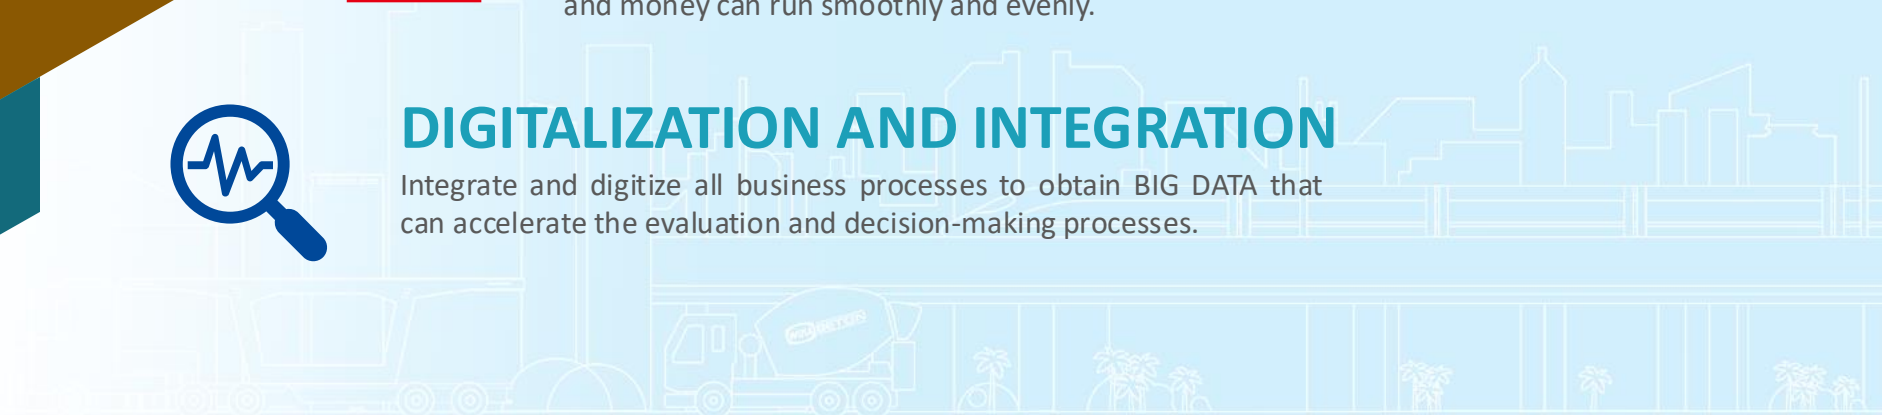 and money can run smoothly and evenly.
DIGITALIZATION AND INTEGRATION
Integrate and digitize all business processes to obtain BIG DATA that
can accelerate the evaluation and decision-making processes.